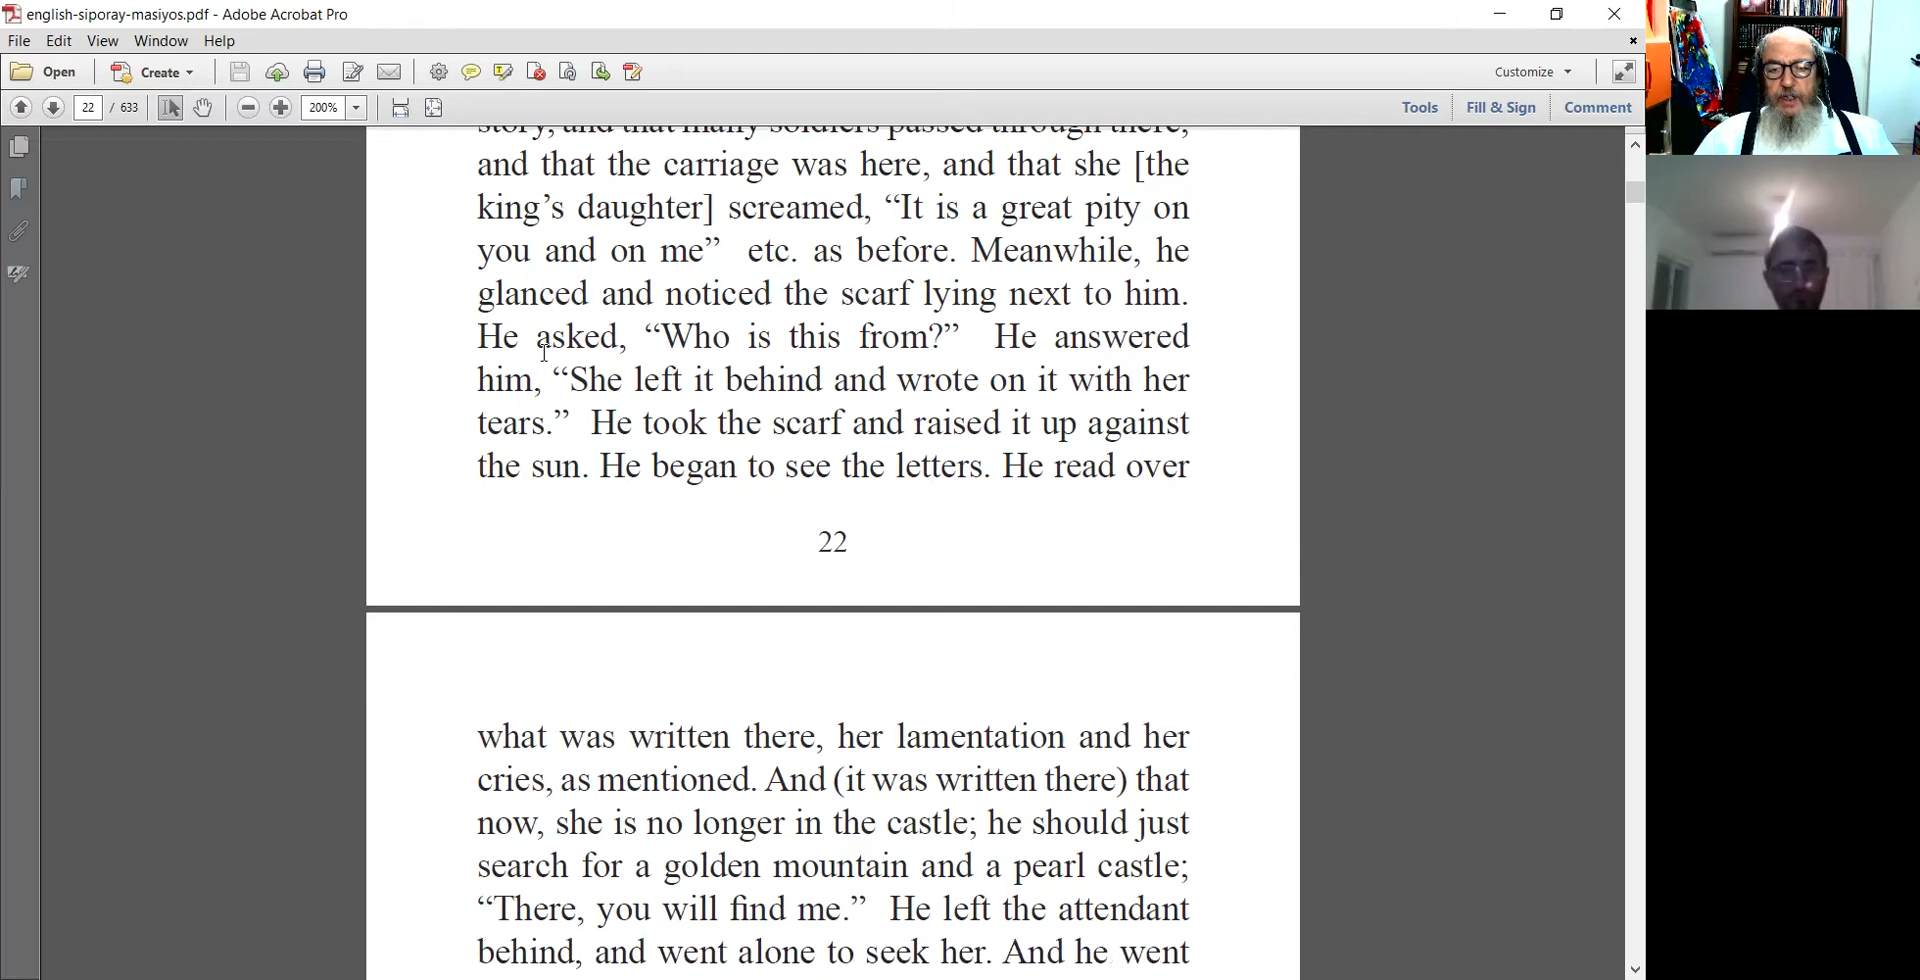 english-siporay-masiyos.pdf - Adobe Acrobat Pro
File Edit View Window Help
Open Create Customize
22 / 633 200% Tools Fill & Sign Comment
story, and that many soldiers passed through there,
and that the carriage was here, and that she [the
king’s daughter] screamed, “It is a great pity on
you and on me” etc. as before. Meanwhile, he
glanced and noticed the scarf lying next to him.
He asked, “Who is this from?” He answered
him, “She left it behind and wrote on it with her
tears.” He took the scarf and raised it up against
the sun. He began to see the letters. He read over
22
what was written there, her lamentation and her
cries, as mentioned. And (it was written there) that
now, she is no longer in the castle; he should just
search for a golden mountain and a pearl castle;
“There, you will find me.” He left the attendant
behind, and went alone to seek her. And he went